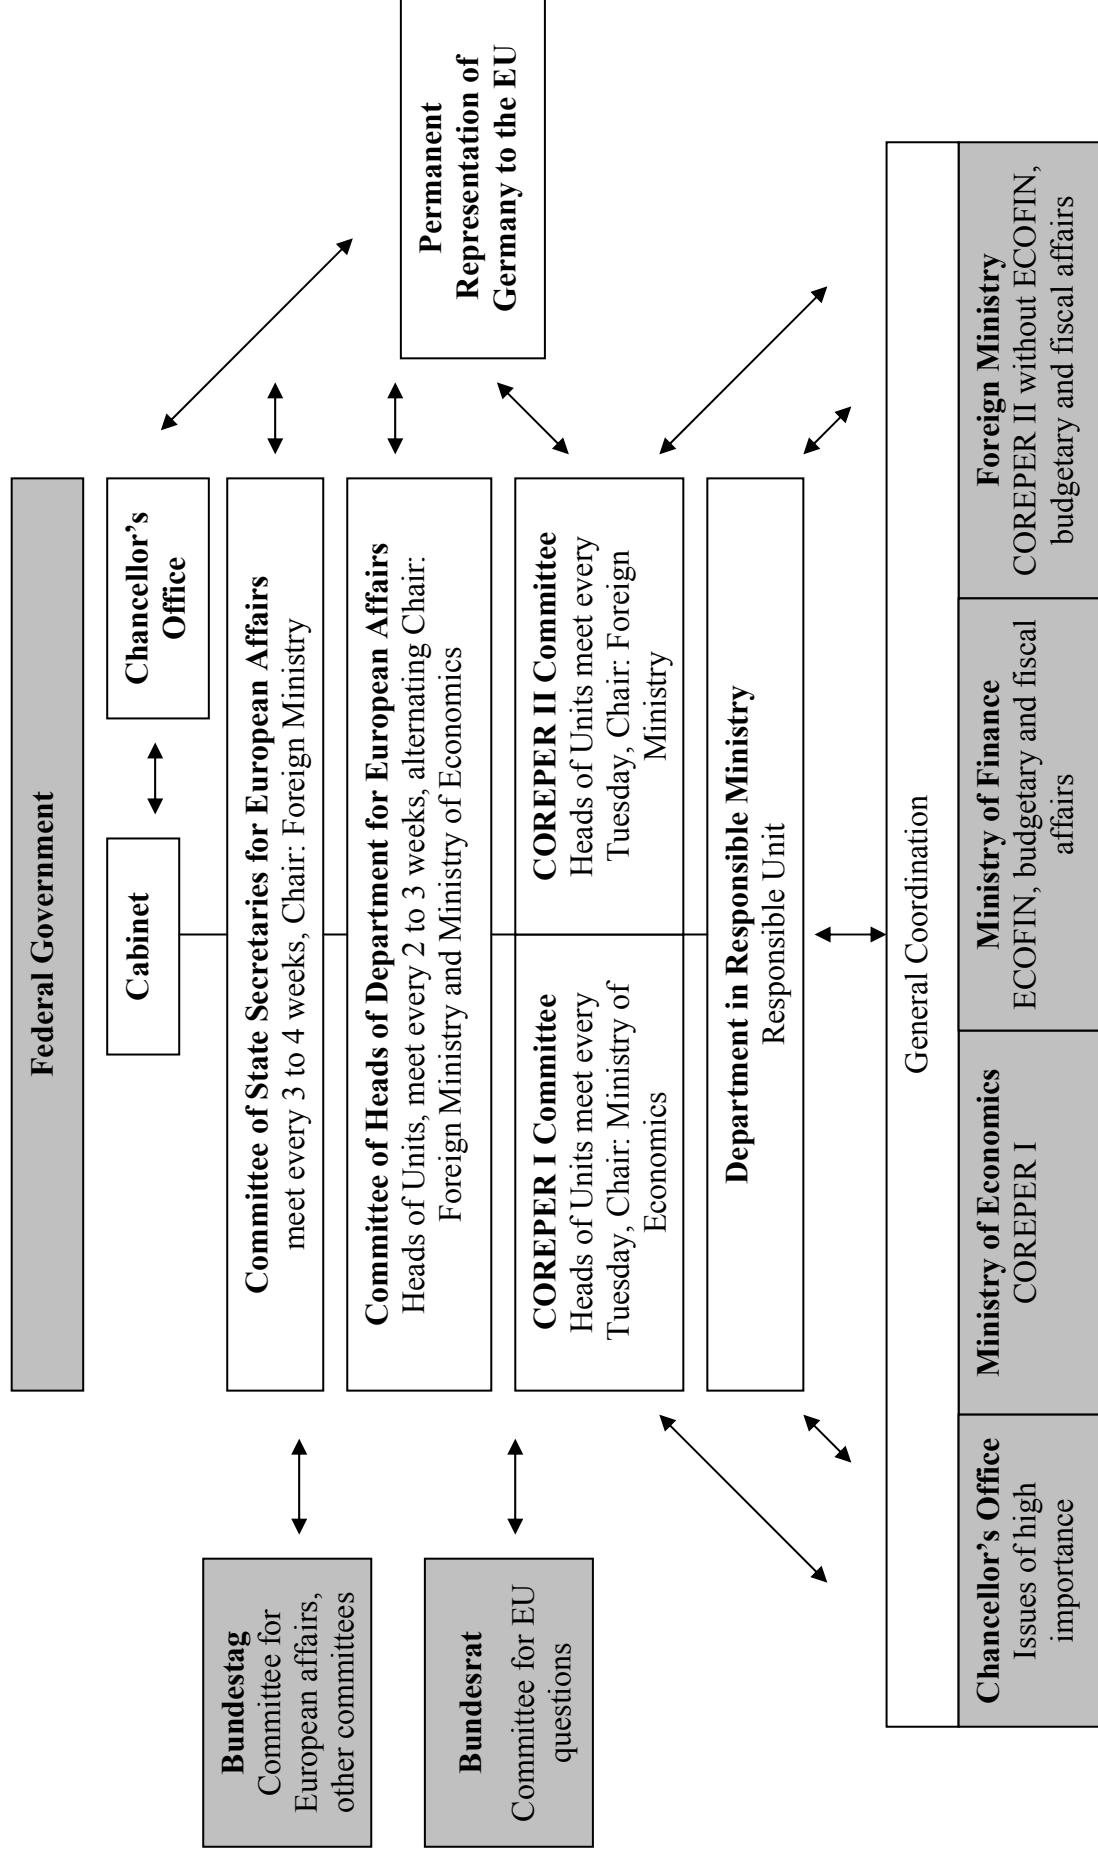 Federal Government
Cabinet
Chancellor’s
Office
Committee of State Secretaries for European Affairs
meet every 3 to 4 weeks, Chair: Foreign Ministry
Bundestag
Committee for
European affairs,
other committees
Committee of Heads of Department for European Affairs
Heads of Units, meet every 2 to 3 weeks, alternating Chair:
Foreign Ministry and Ministry of Economics
Permanent
Representation of
Germany to the EU
Bundesrat
Committee for EU
questions
COREPER I Committee
Heads of Units meet every
Tuesday, Chair: Ministry of
Economics
COREPER II Committee
Heads of Units meet every
Tuesday, Chair: Foreign
Ministry
Department in Responsible Ministry
Responsible Unit
General Coordination
Chancellor’s Office
Issues of high
importance
Ministry of Economics
COREPER I
Ministry of Finance
ECOFIN, budgetary and fiscal
affairs
Foreign Ministry
COREPER II without ECOFIN,
budgetary and fiscal affairs